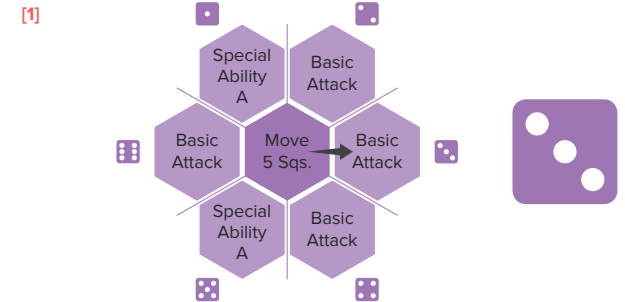 [1]
Special
Ability
A
Basic
Attack
Basic
Attack
Move
5 Sqs.
Basic
Attack
Special
Ability
A
Basic
Attack